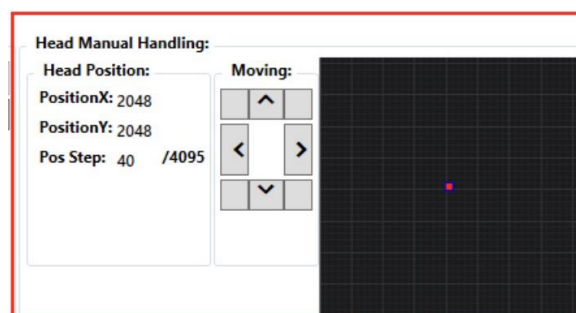 Head Manual Handling:
Head Position:
Moving:
PositionX: 2048
PositionY: 2048
Pos Step: 40 /4095